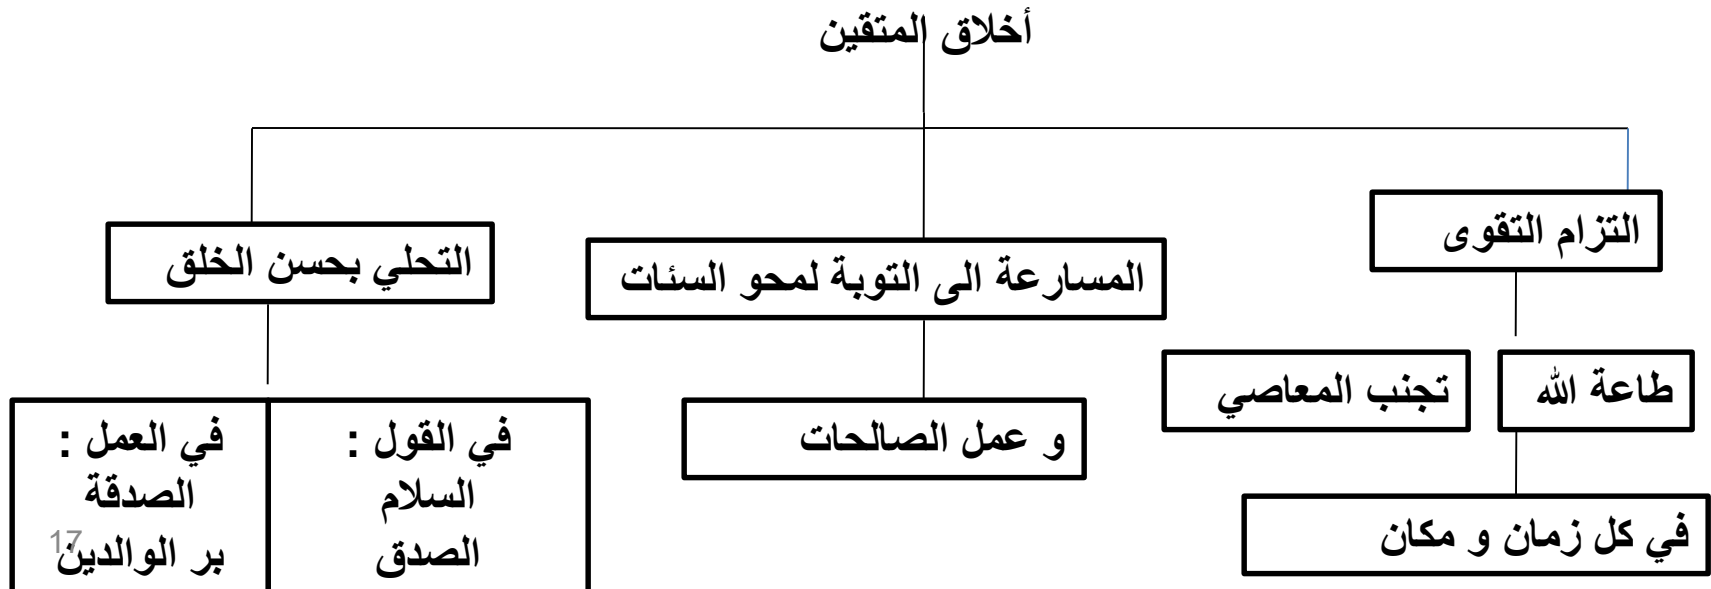 أخلاق المتقين
التزام التقوى
المسارعة الى التوبة لمحو السئات
التحلي بحسن الخلق
طاعة الله
تجنب المعاصي
في كل زمان و مكان
و عمل الصالحات
في القول :
السلام
الصدق
في العمل :
الصدقة
بر الوالدين
17